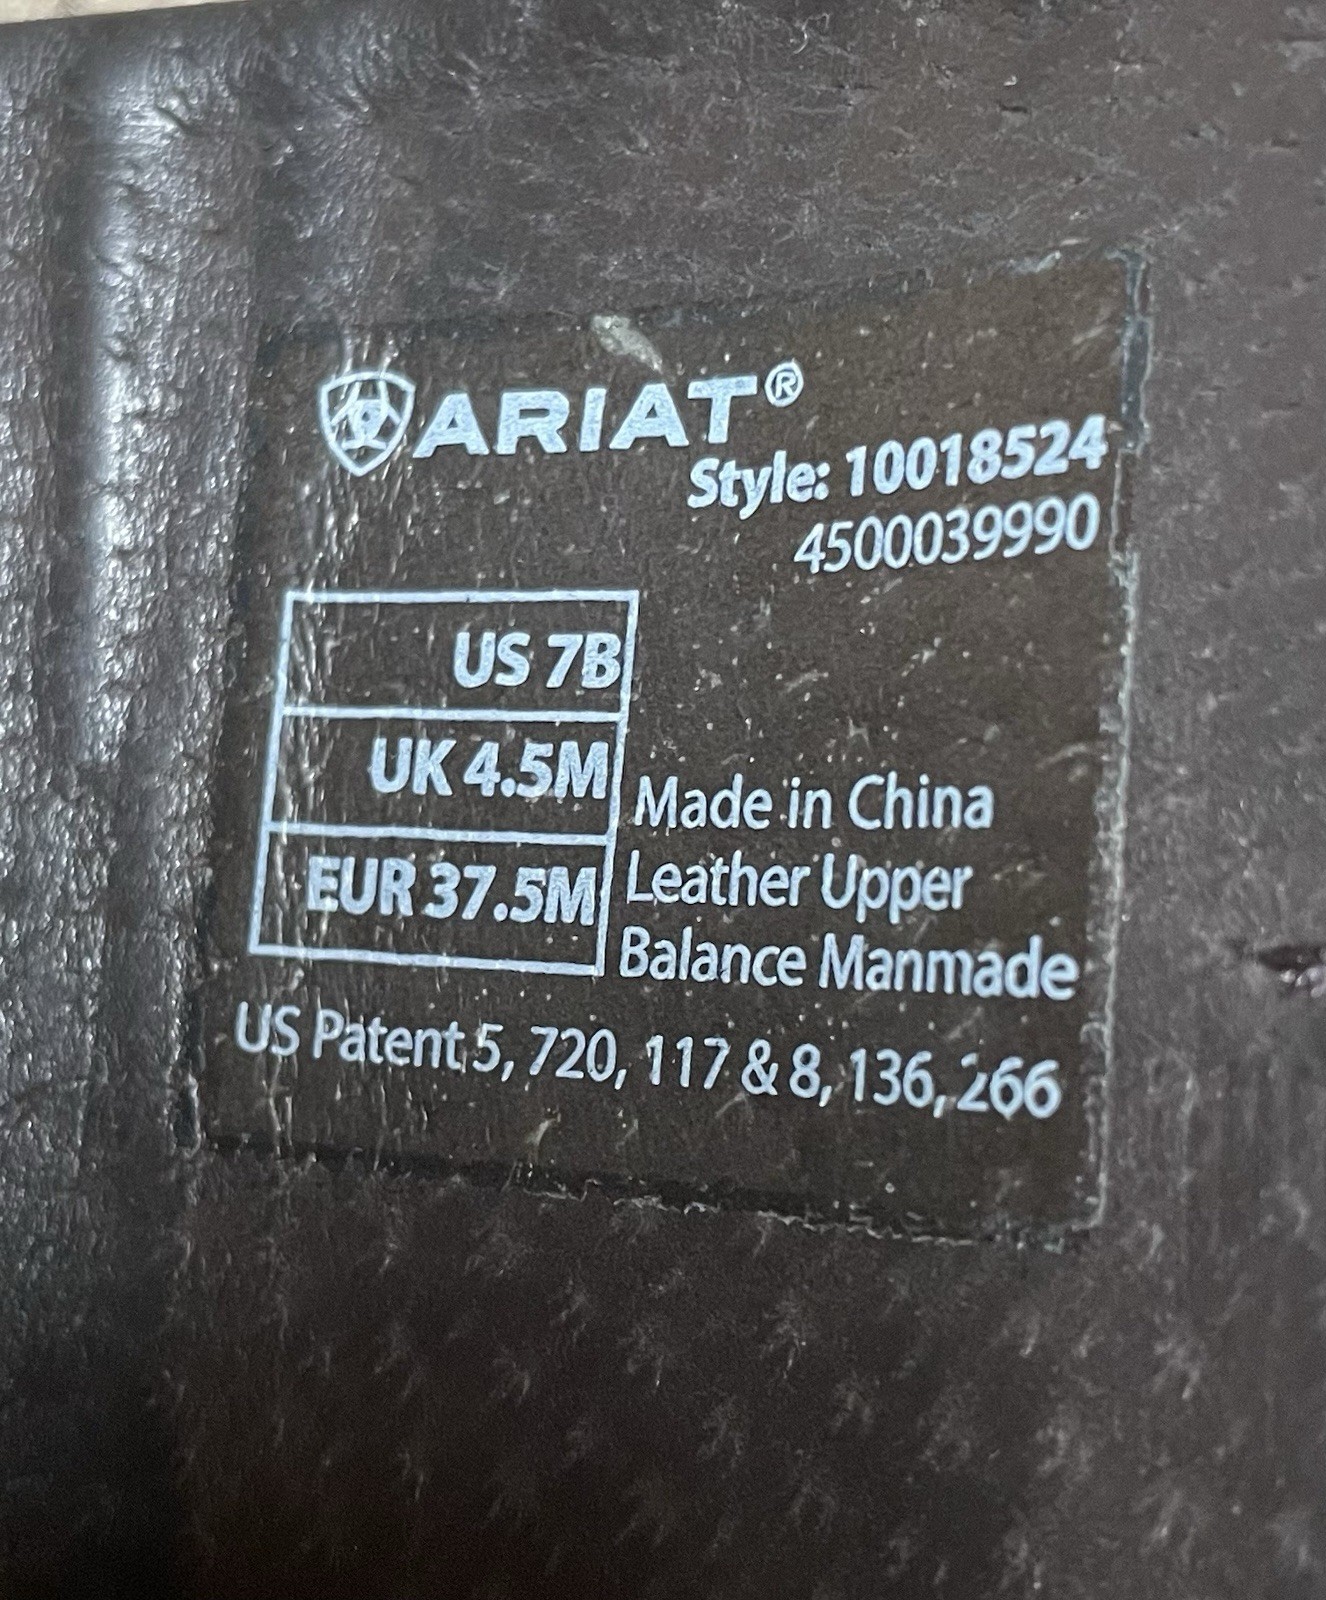 ARIAT®
Style: 10018524
4500039990
US 7B
UK 4.5M
EUR 37.5M
Made in China
Leather Upper
Balance Manmade
US Patent 5, 720, 117 & 8, 136, 266